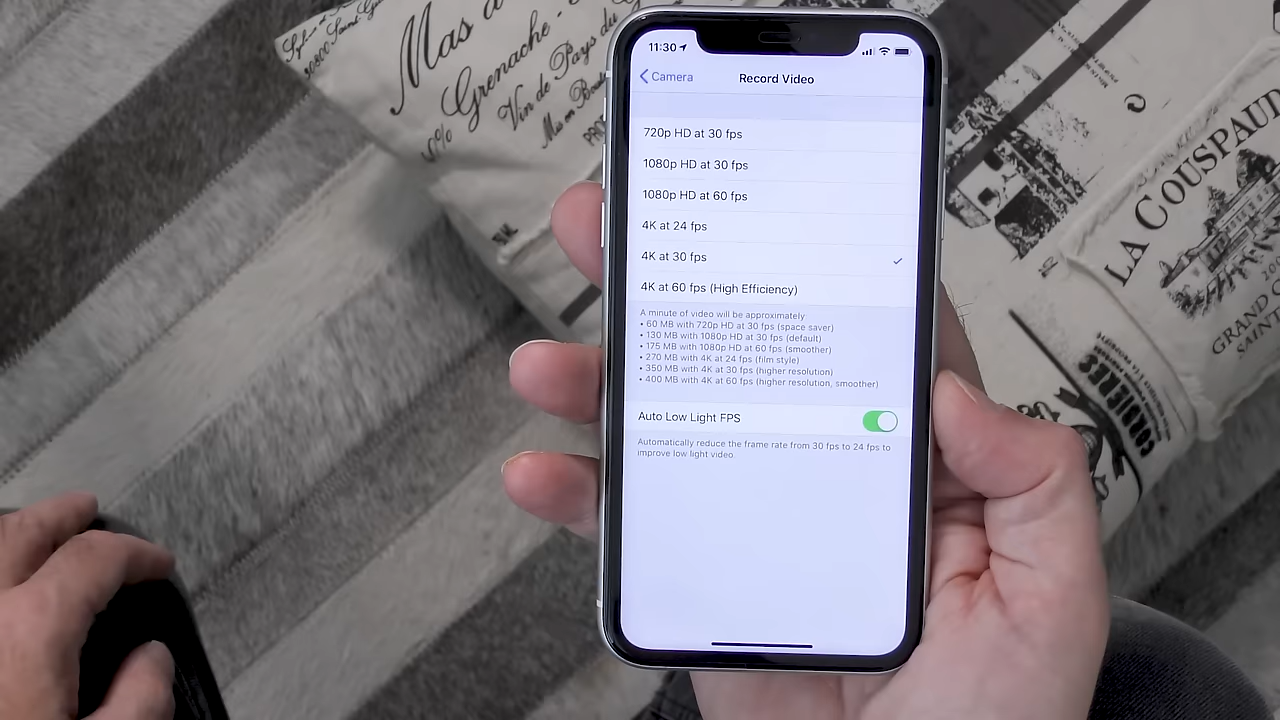 Mas
Grenache -
50%
Vin de Pays du
11:30
Camera
Record Video
720p HD at 30 fps
1080p HD at 30 fps
1080p HD at 60 fps
4K at 24 fps
4K at 30 fps
4K at 60 fps (High Efficiency)
A minute of video will be approximately
• 60 MB with 720p HD at 30 fps (space saver)
• 130 MB with 1080p HD at 30 fps (default)
• 175 MB with 1080p HD at 60 fps (smoother)
• 270 MB with 4K at 24 fps (film style)
• 350 MB with 4K at 30 fps (higher resolution)
• 400 MB with 4K at 60 fps (higher resolution, smoother)
Auto Low Light FPS
Automatically reduce the frame rate from 30 fps to 24 fps to
improve low light video.
LA COUSPAUD
GRAND
SAINT
CORBIERES